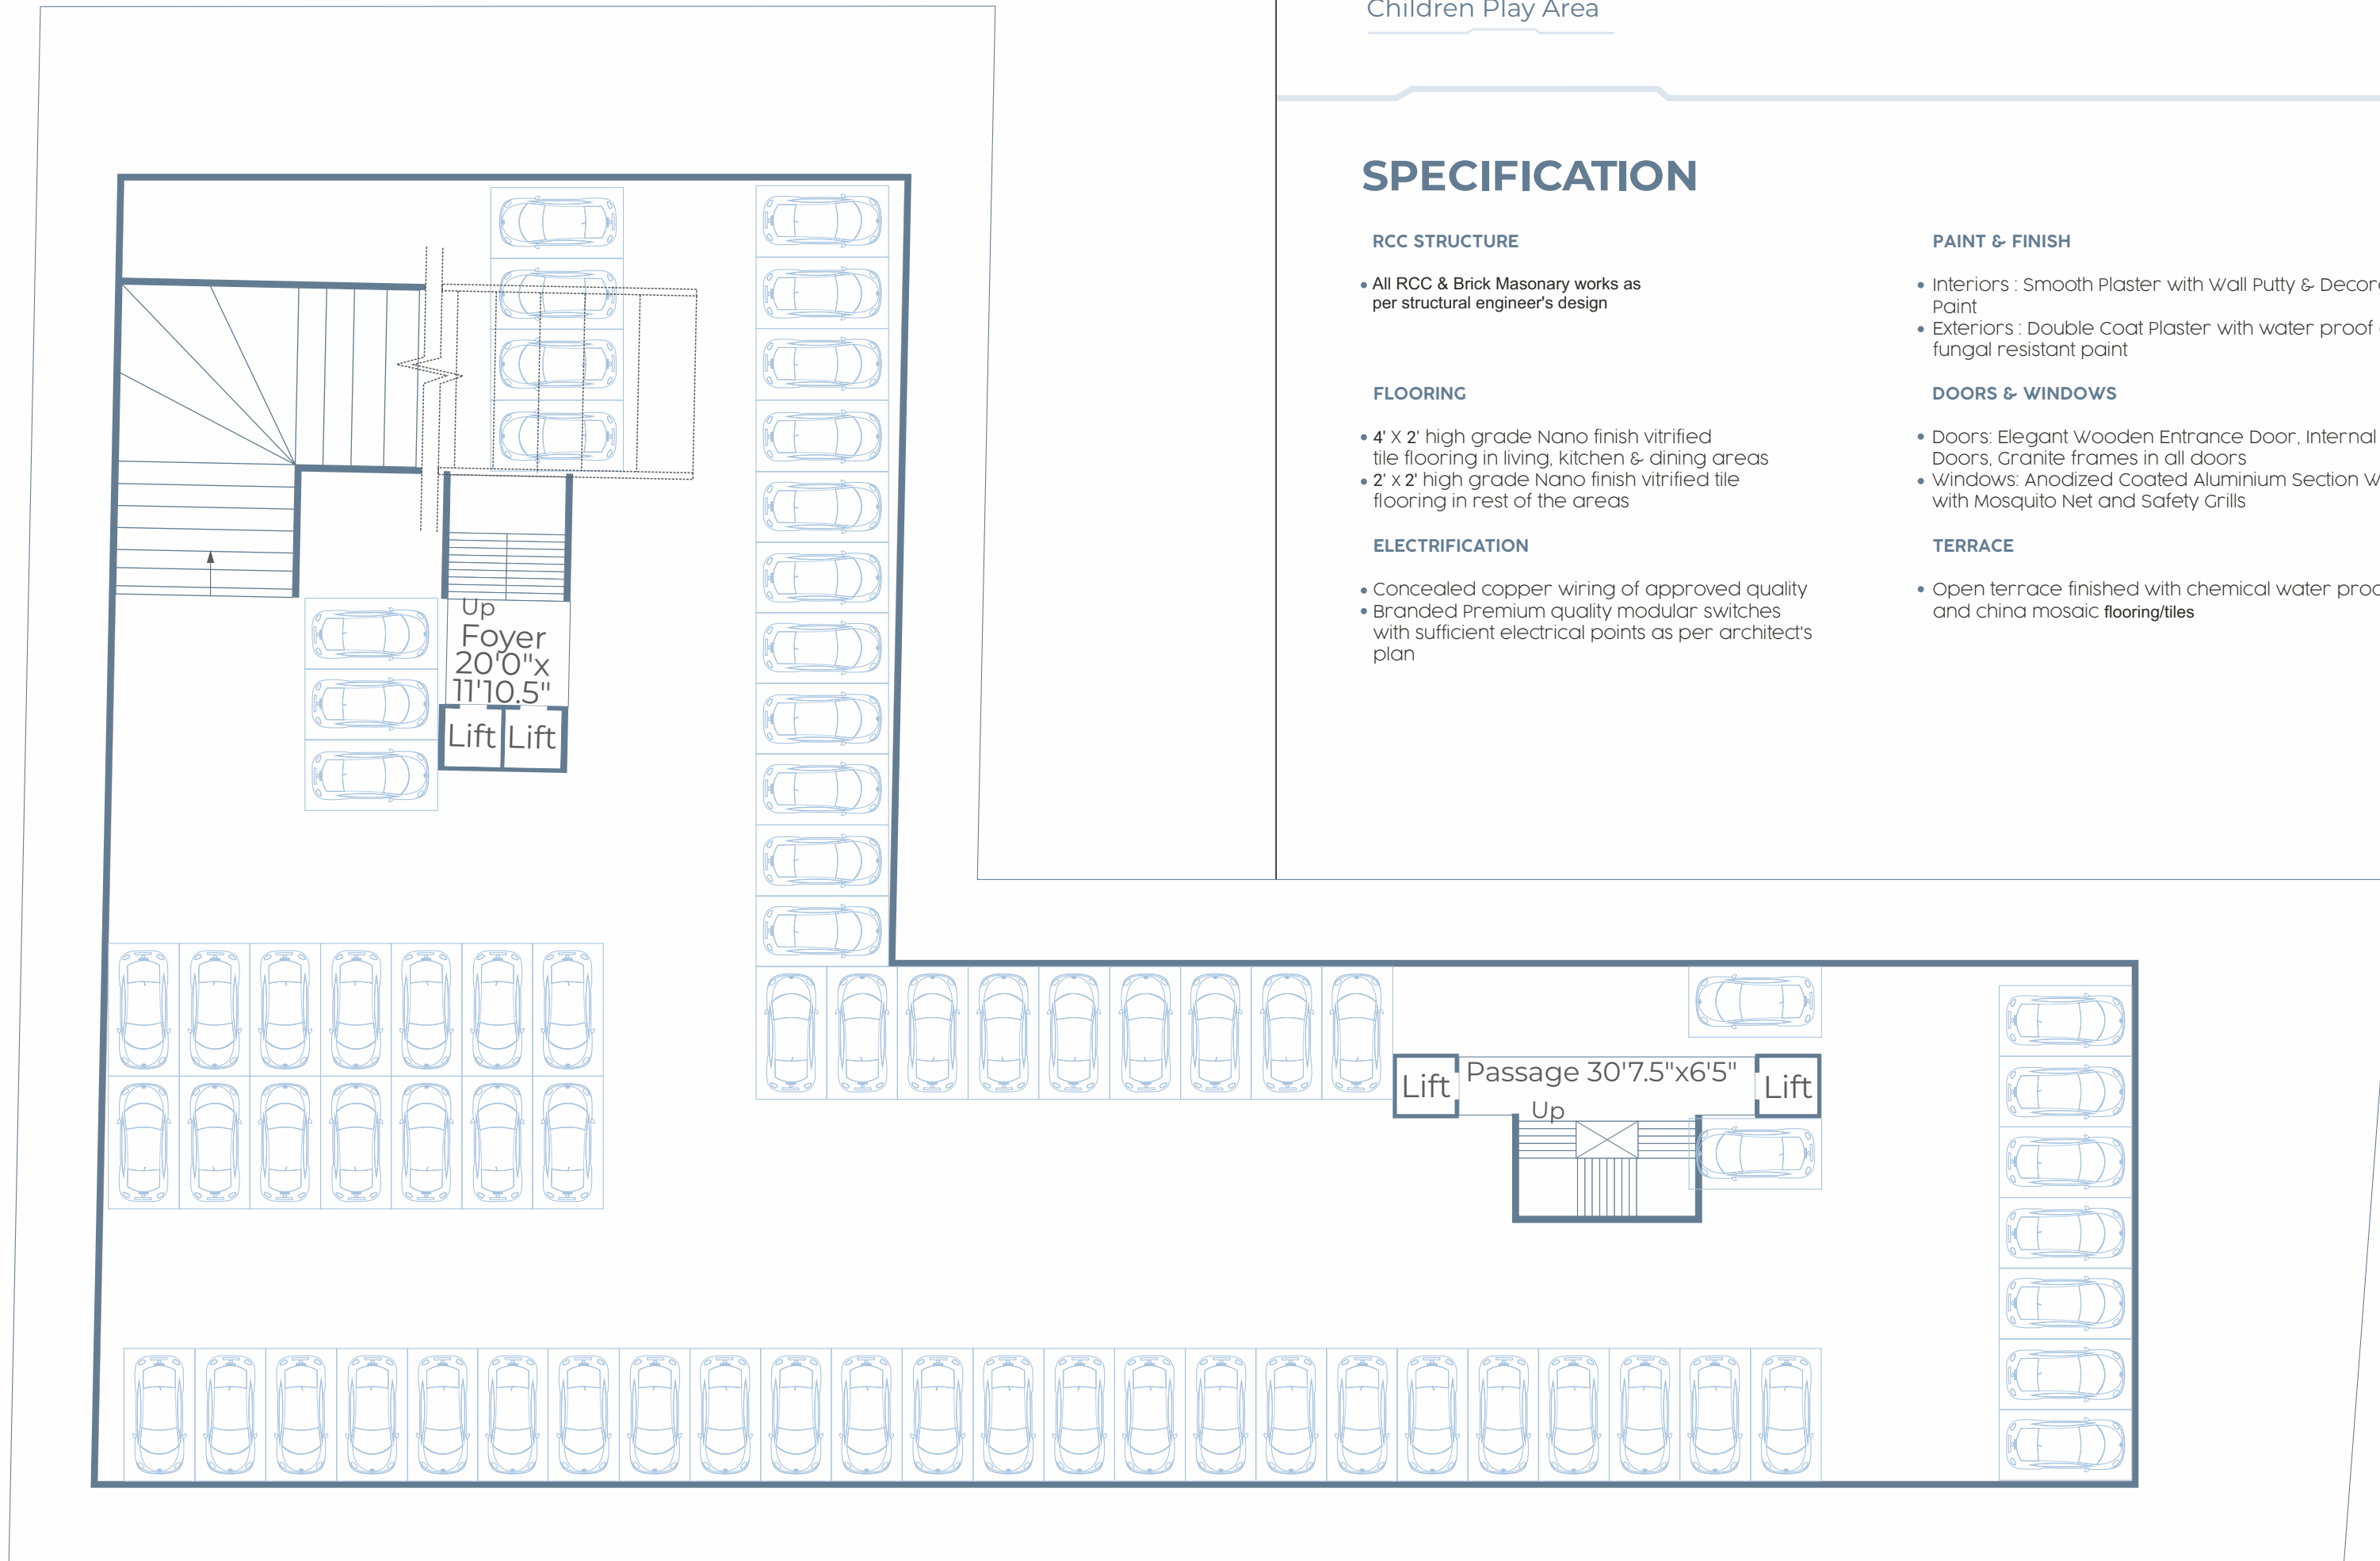 Children Play Area
SPECIFICATION
RCC STRUCTURE
All RCC & Brick Masonary works as
per structural engineer's design
FLOORING
4' X 2' high grade Nano finish vitrified
tile flooring in living, kitchen & dining areas
2' x 2' high grade Nano finish vitrified tile
flooring in rest of the areas
ELECTRIFICATION
Concealed copper wiring of approved quality
Branded Premium quality modular switches
with sufficient electrical points as per architect's
plan
PAINT & FINISH
Interiors : Smooth Plaster with Wall Putty &
Paint
Exteriors : Double Coat Plaster with water proof
fungal resistant paint
DOORS & WINDOWS
Doors: Elegant Wooden Entrance Door, Internal
Doors, Granite frames in all doors
Windows: Anodized Coated Aluminium Section
with Mosquito Net and Safety Grills
TERRACE
Open terrace finished with chemical water
and china mosaic flooring/tiles
Up
Foyer
20'0"x
11'10.5"
Lift Lift
Lift Passage 30'7.5"x6'5" Lift
Up